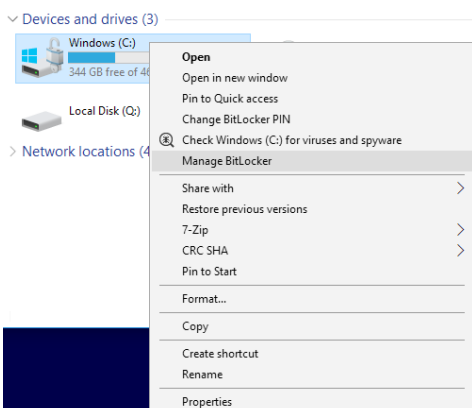 Devices and drives (3)
Windows (C:)
344 GB free of 46
Local Disk (Q:)
Network locations (4
Open
Open in new window
Pin to Quick access
Change BitLocker PIN
Check Windows (C:) for viruses and spyware
Manage BitLocker
Share with
Restore previous versions
7-Zip
CRC SHA
Pin to Start
Format...
Copy
Create shortcut
Rename
Properties